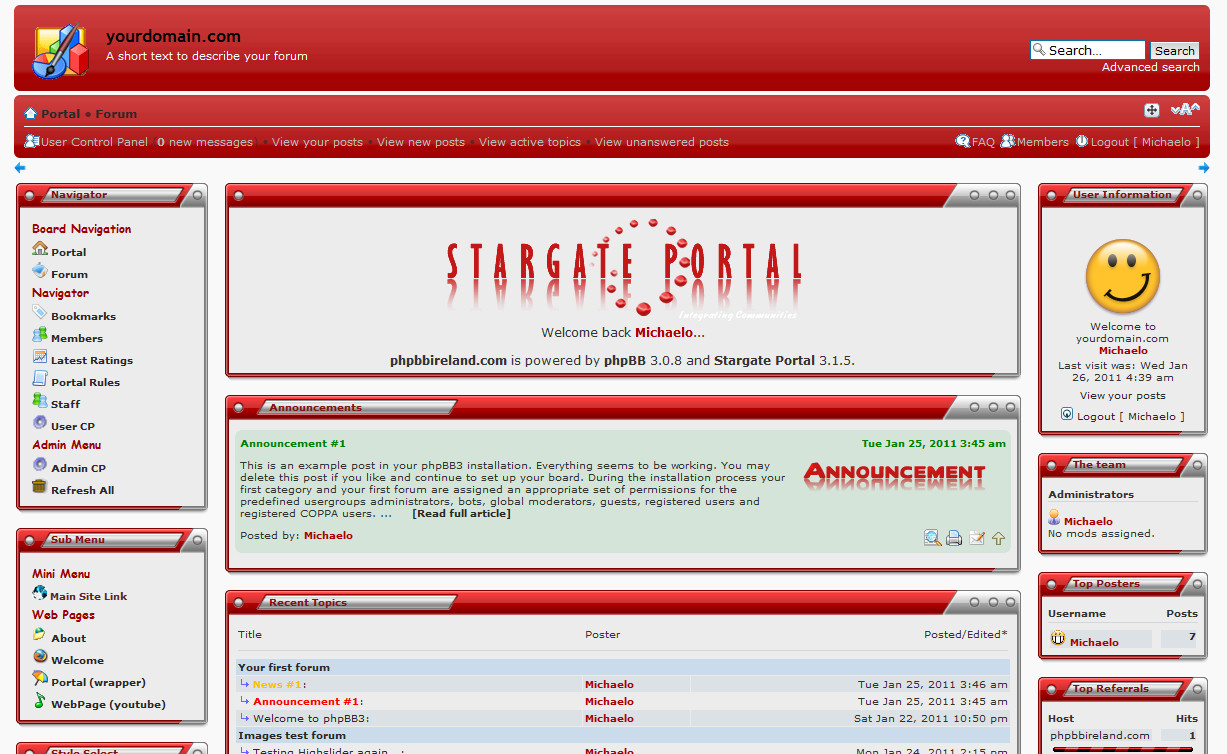 yourdomain.com
A short text to describe your forum
Search...
Search
Advanced search
Portal • Forum
A
User Control Panel 0 new messages • View your posts • View new posts • View active topics • View unanswered posts
FAQ Members Logout [ Michaelo ]
Navigator
Board Navigation
Portal
Forum
Navigator
Bookmarks
Members
Latest Ratings
Portal Rules
Staff
User CP
Admin Menu
Admin CP
Refresh All
Sub Menu
Mini Menu
Main Site Link
Web Pages
About
Welcome
Portal (wrapper)
WebPage (youtube)
Style Select
STARGATE PORTAL
Integrating Communities
Welcome back Michaelo...
phpbbireland.com is powered by phpBB 3.0.8 and Stargate Portal 3.1.5.
Announcements
Announcement #1
Tue Jan 25, 2011 3:45 am
This is an example post in your phpBB3 installation. Everything seems to be working. You may
delete this post if you like and continue to set up your board. During the installation process your
first category and your first forum are assigned an appropriate set of permissions for the
predefined usergroups administrators, bots, global moderators, guests, registered users and
registered COPPA users. ... [Read full article]
ANNOUNCEMENT
Posted by: Michaelo
Recent Topics
Title Poster Posted/Edited*
Your first forum
News #1: Michaelo Tue Jan 25, 2011 3:46 am
Announcement #1: Michaelo Tue Jan 25, 2011 3:45 am
Welcome to phpBB3: Michaelo Sat Jan 22, 2011 10:50 pm
Images test forum
Testing Highslider again...: Michaelo Mon Jan 24, 2011 2:15 pm
User Information
Welcome to
yourdomain.com
Michaelo
Last visit was: Wed Jan
26, 2011 4:39 am
View your posts
Logout [ Michaelo ]
The team
Administrators
Michaelo
No mods assigned.
Top Posters
Username Posts
Michaelo 7
Top Referrals
Host Hits
phpbbireland.com 1